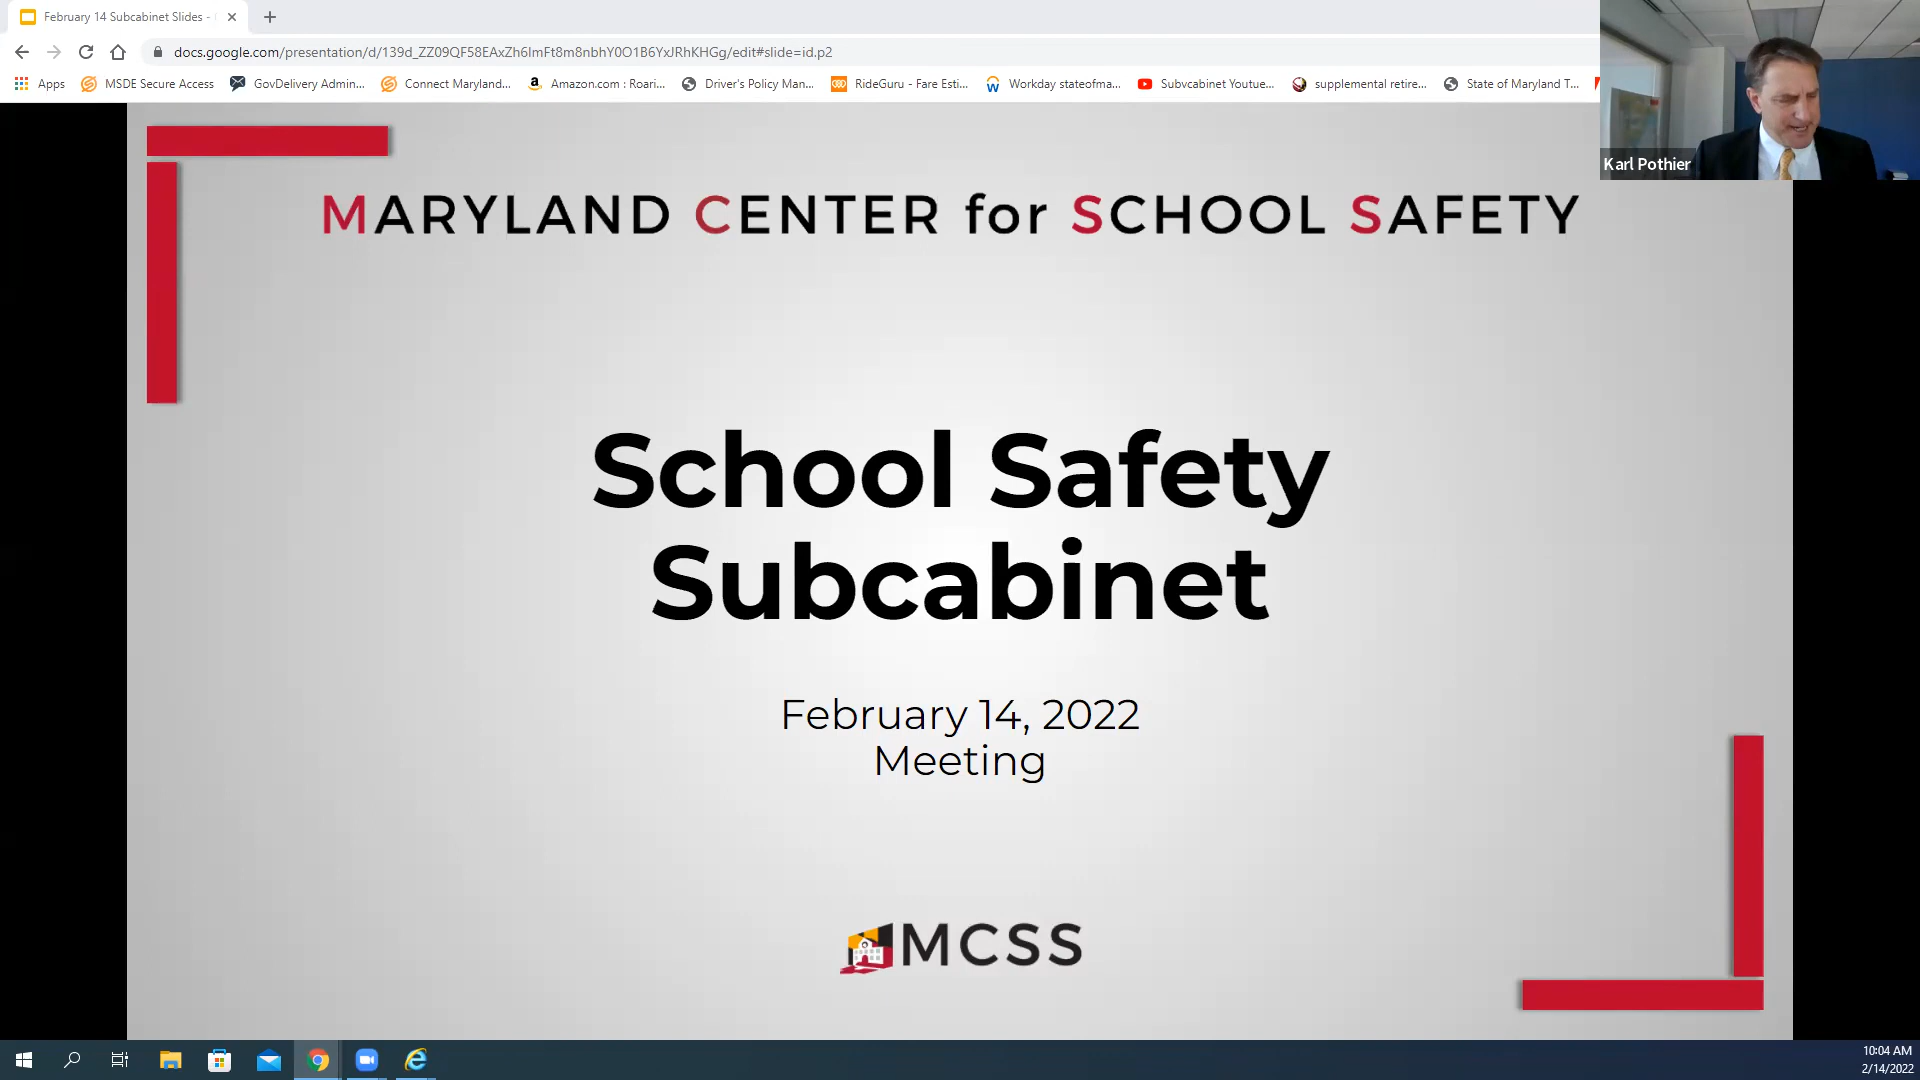 February 14 Subcabinet Slides -
docs.google.com/presentation/d/139d_ZZ09QF58EAxZh6lmFt8m8nbhY0O1B6YxJRhKHGg/edit#slide=id.p2
Apps MSDE Secure Access GovDelivery Admin... Connect Maryland... Amazon.com : Roari... Driver's Policy Man... RideGuru - Fare Esti... Workday stateofma... Subvcabinet Youtue... supplemental retire... State of Maryland T...
Karl Pothier
MARYLAND CENTER for SCHOOL SAFETY
School Safety
Subcabinet
February 14, 2022
Meeting
MCSS
10:04 AM
2/14/2022